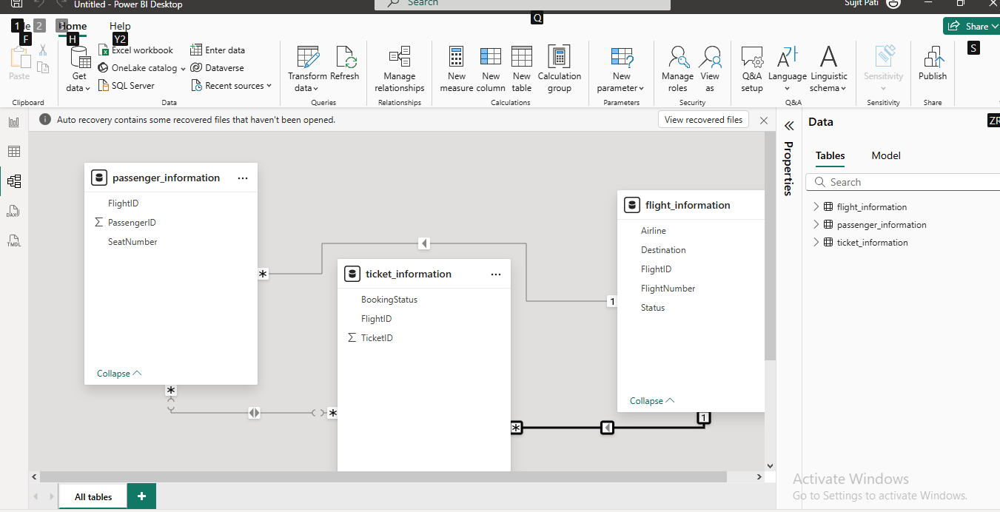 Untitled - Power BI Desktop
Search
Sujit Pati
1 2 Home Help
Q
F H Y2
Share
S
Paste
Get data
Excel workbook
OneLake catalog
SQL Server
Enter data
Dataverse
Recent sources
Transform data
Refresh
Manage relationships
New measure
New column
New table
Calculation group
New parameter
Manage roles
View as
Q&A setup
Language
Linguistic schema
Sensitivity
Publish
Clipboard
Data
Queries
Relationships
Calculations
Parameters
Security
Q&A
Sensitivity
Share
Auto recovery contains some recovered files that haven't been opened.
View recovered files
DAX
TMDL
passenger_information
FlightID
PassengerID
SeatNumber
Collapse
ticket_information
BookingStatus
FlightID
TicketID
flight_information
Airline
Destination
FlightID
FlightNumber
Status
Collapse
*
1
*
*
*
1
Properties
Data
ZR
Tables
Model
Search
flight_information
passenger_information
ticket_information
Activate Windows
Go to Settings to activate Windows.
All tables
+